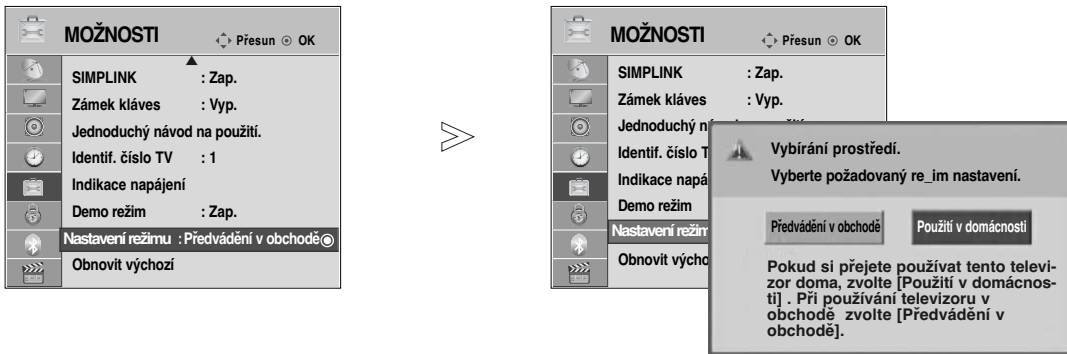 MOŽNOSTI
Přesun OK
SIMPLINK : Zap.
Zámek kláves : Vyp.
Jednoduchý návod na použití.
Identif. číslo TV : 1
Indikace napájení
Demo režim : Zap.
Nastavení režimu : Předvádění v obchodě
Obnovit výchozí
MOŽNOSTI
Přesun OK
SIMPLINK : Zap.
Zámek kláves : Vyp.
Jednoduchý
Identif. číslo T
Indikace napá
Demo režim
Nastavení režim
Obnovit výcho
Vybírání prostředí.
Vyberte požadovaný re_im nastavení.
Předvádění v obchodě
Použití v domácnosti
Pokud si přejete používat tento televi-
zor doma, zvolte [Použití v domácnos-
ti] . Při používání televizoru v
obchodě zvolte [Předvádění v
obchodě].